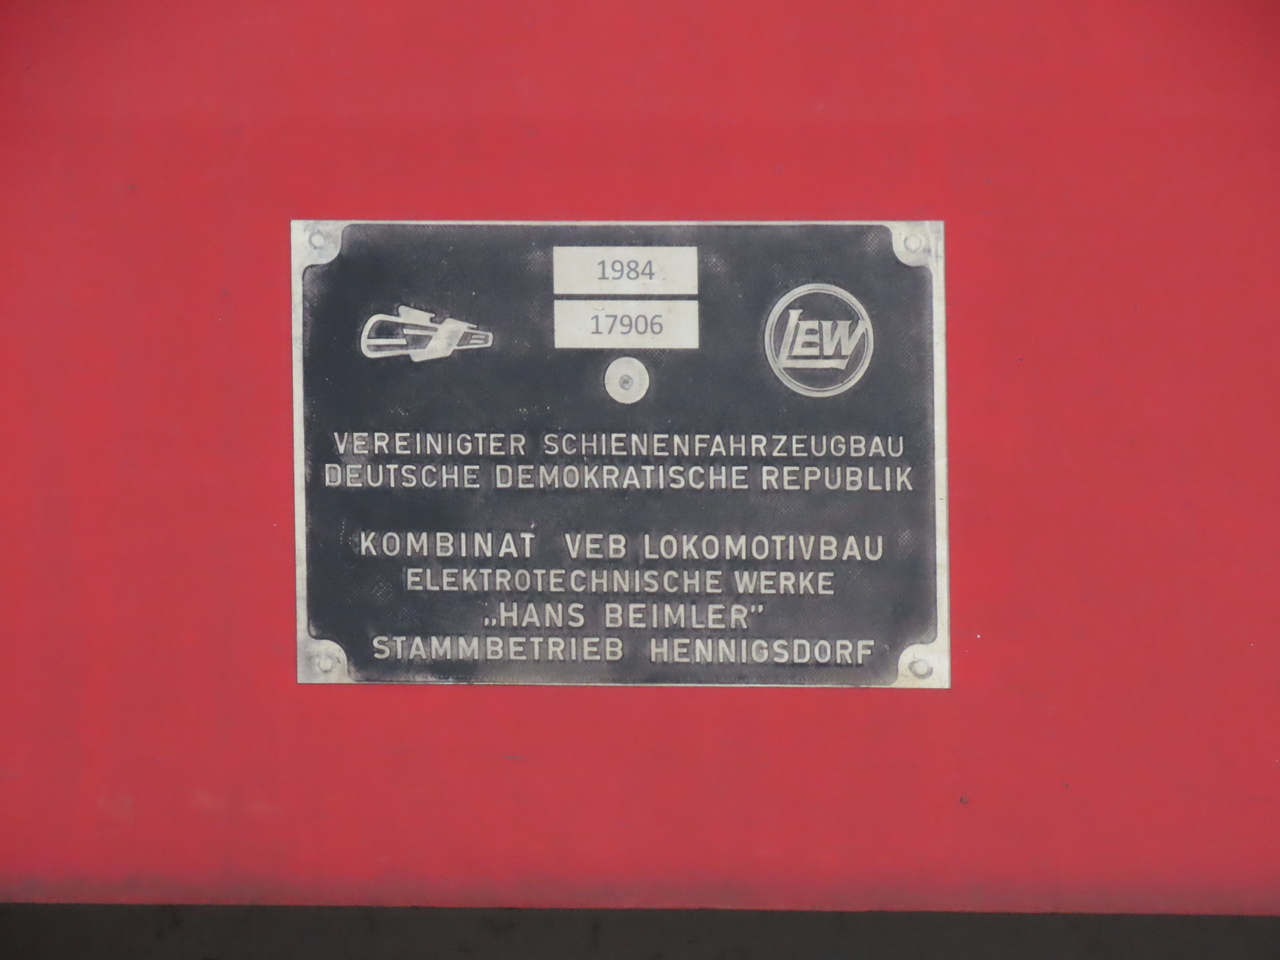 1984
17906
LEW
VEREINIGTER SCHIENENFAHRZEUGBAU
DEUTSCHE DEMOKRATISCHE REPUBLIK
KOMBINAT VEB LOKOMOTIVBAU
ELEKTROTECHNISCHE WERKE
„HANS BEIMLER”
STAMMBETRIEB HENNIGSDORF